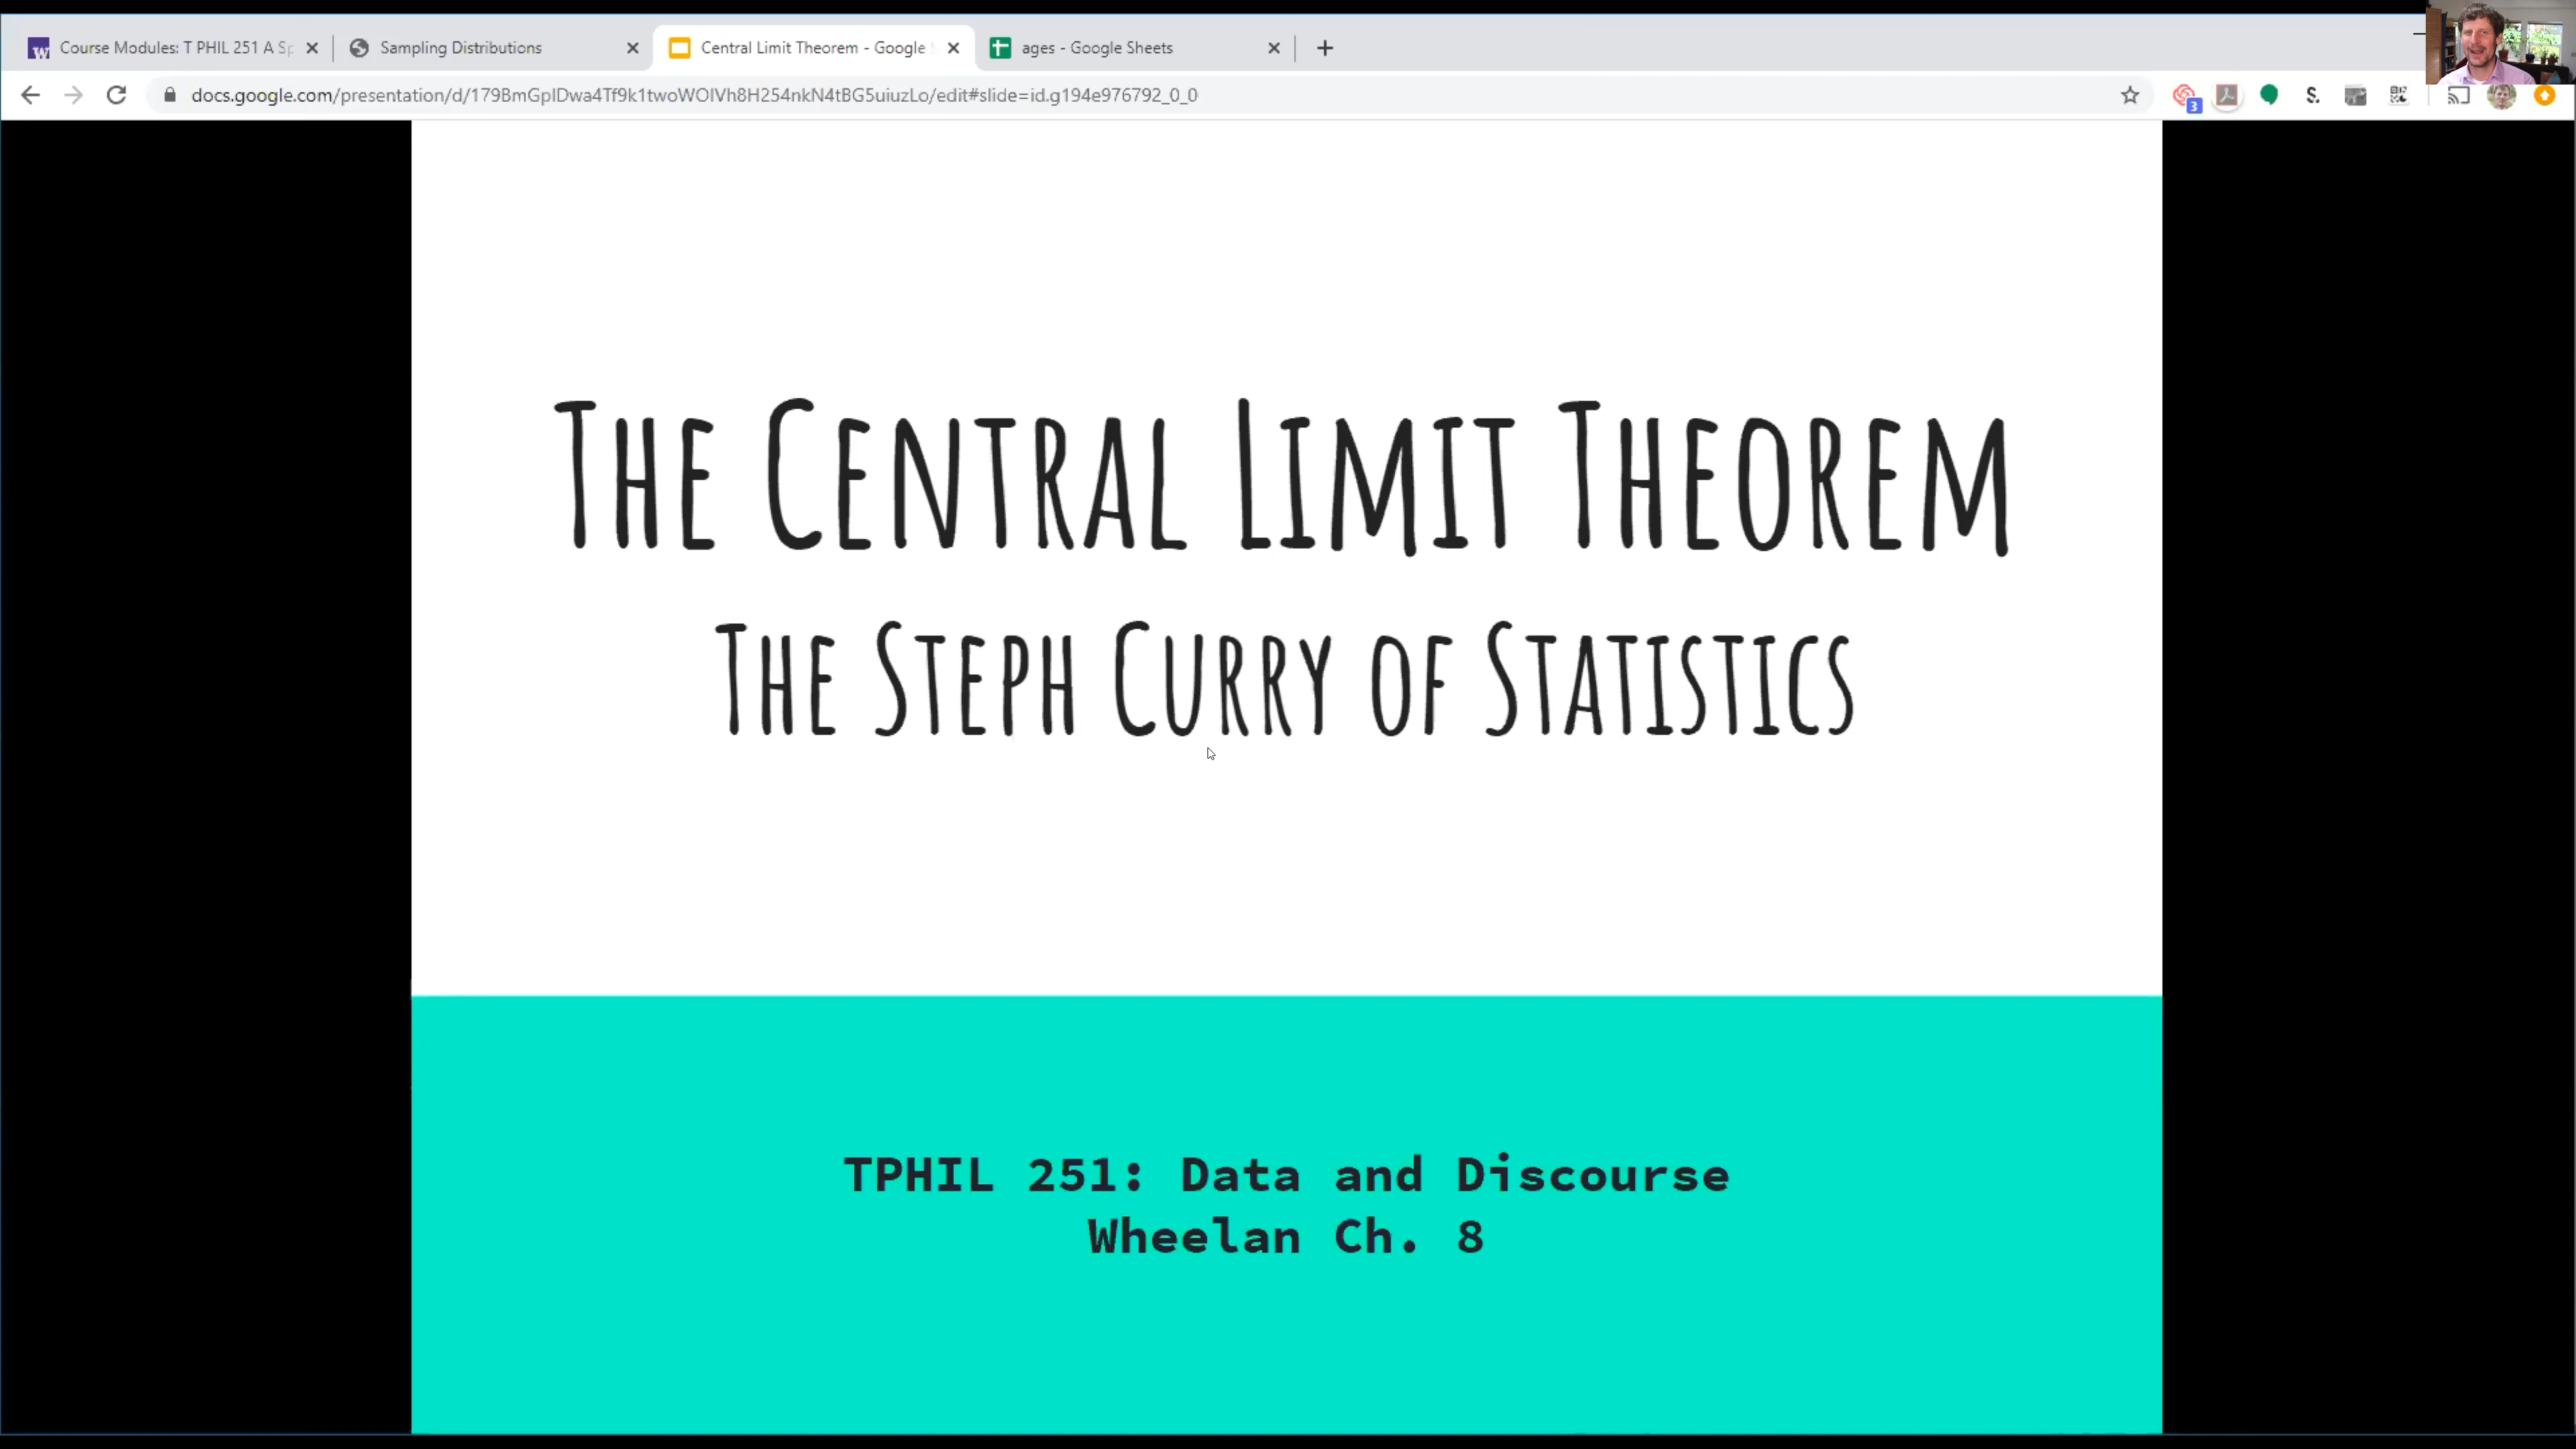 Course Modules: T PHIL 251 A Sp
Sampling Distributions
Central Limit Theorem - Google
ages - Google Sheets
docs.google.com/presentation/d/179BmGpIDwa4Tf9k1twoWOIVh8H254nkN4tBG5uiuzLo/edit#slide=id.g194e976792_0_0
3
S.
THE CENTRAL LIMIT THEOREM
THE STEPH CURRY OF STATISTICS
TPHIL 251: Data and Discourse
Wheelan Ch. 8